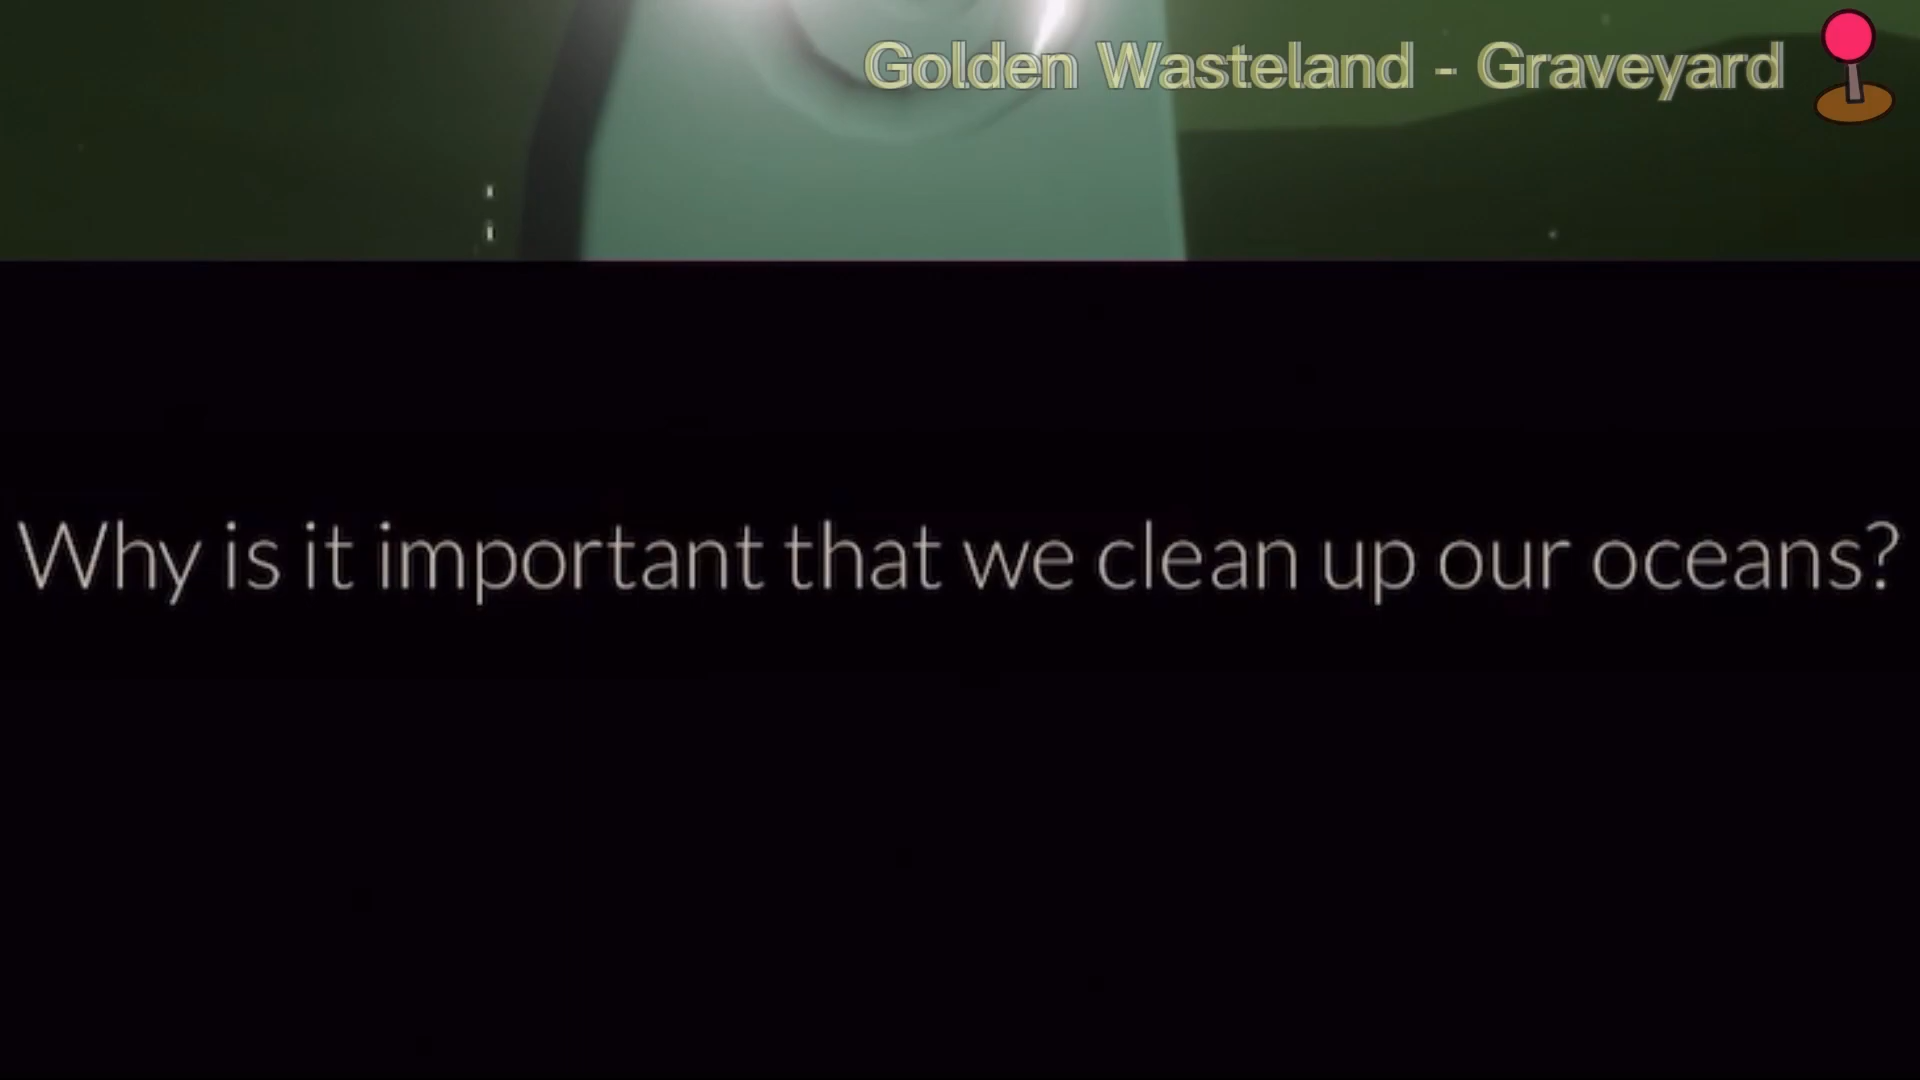 Golden Wasteland - Graveyard
Why is it important that we clean up our oceans?